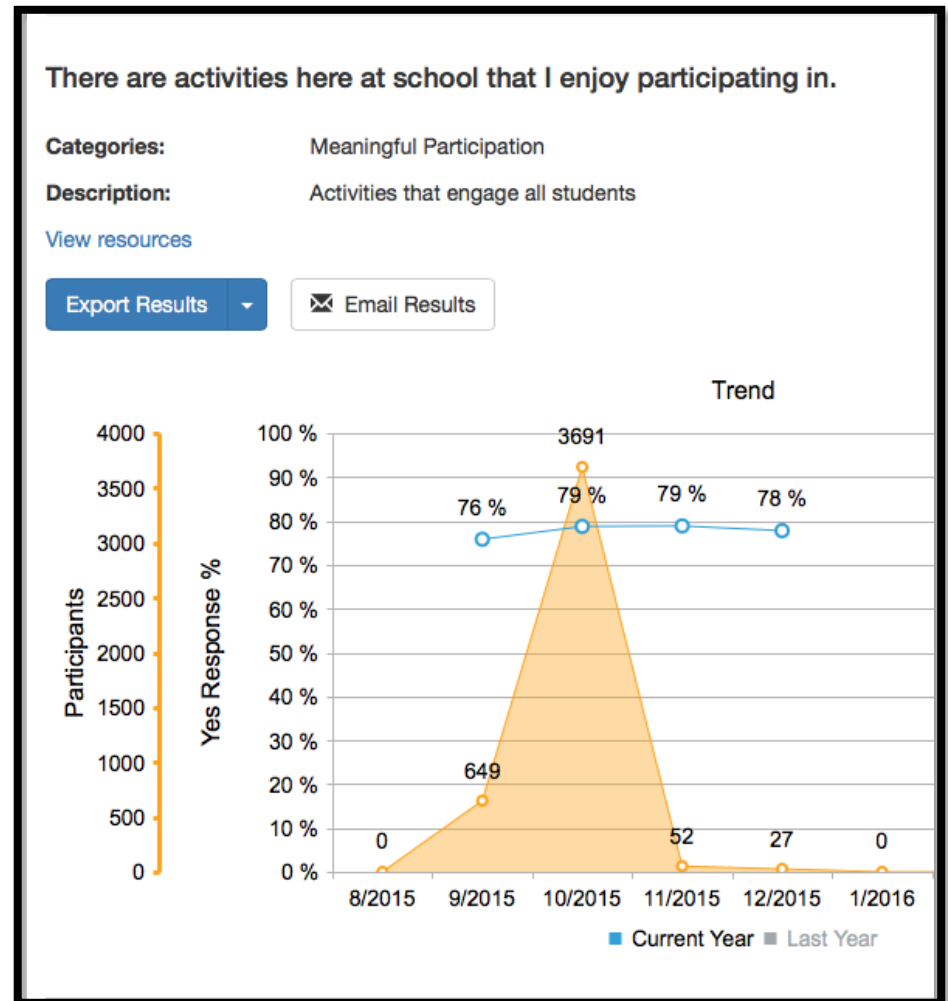 There are activities here at school that I enjoy participating in.
Categories: Meaningful Participation
Description: Activities that engage all students
View resources
Export Results
Email Results
Trend
Participants
4000
3500
3000
2500
2000
1500
1000
500
0
Yes Response %
100 %
90 %
80 %
70 %
60 %
50 %
40 %
30 %
20 %
10 %
0 %
3691
76 %
79 %
79 %
78 %
649
0
52
27
0
8/2015 9/2015 10/2015 11/2015 12/2015 1/2016
Current Year Last Year